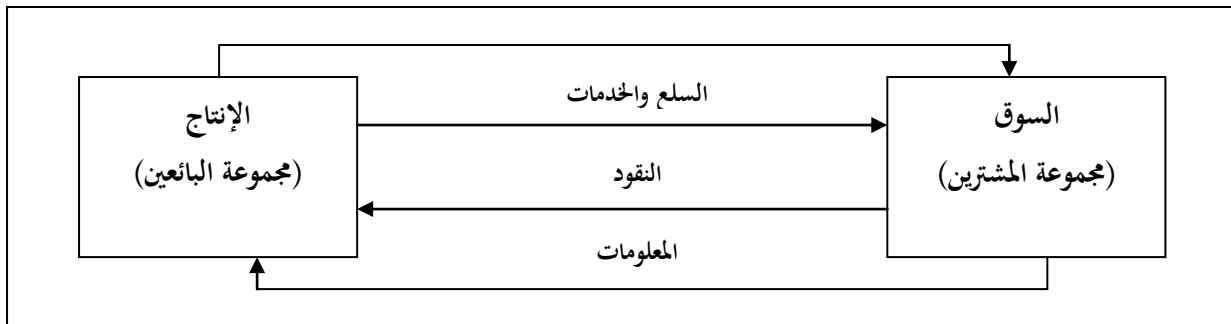 السلع والخدمات
السوق
(مجموعة المشترين)
الإنتاج
(مجموعة البائعين)
النقود
المعلومات